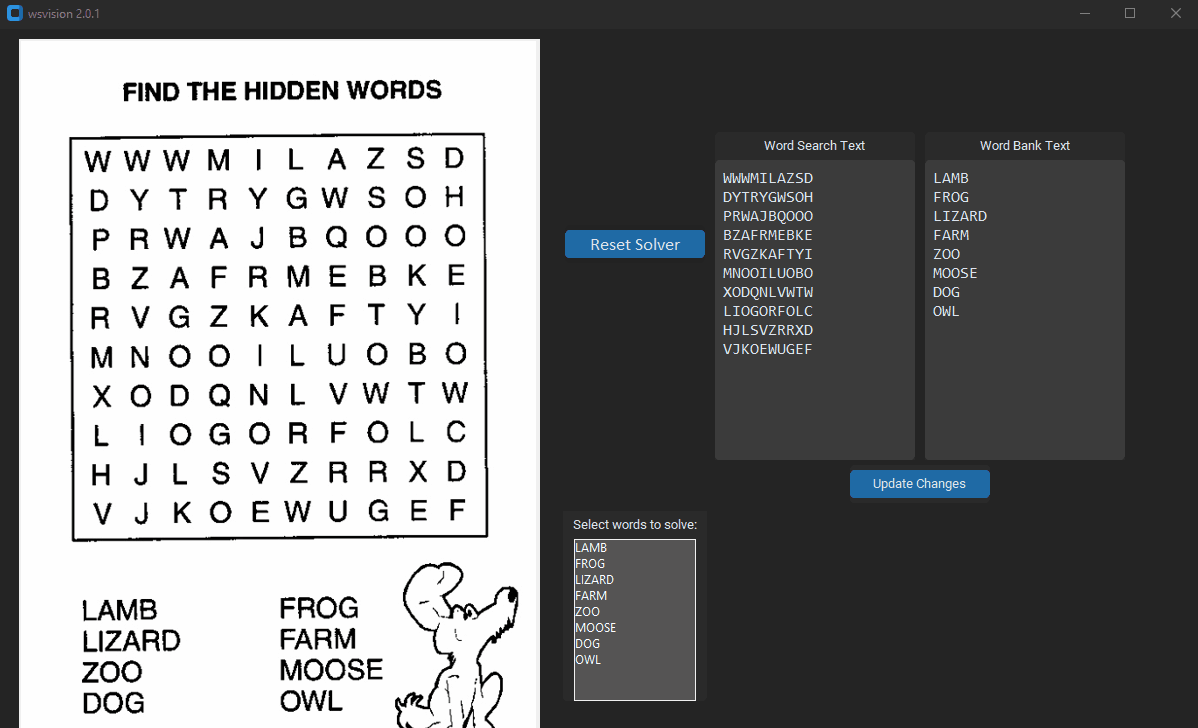 wsvision 2.0.1
FIND THE HIDDEN WORDS
W W W M I L A Z S D
D Y T R Y G W S O H
P R W A J B Q O O O
B Z A F R M E B K E
R V G Z K A F T Y I
M N O O I L U O B O
X O D Q N L V W T W
L I O G O R F O L C
H J L S V Z R R X D
V J K O E W U G E F
LAMB FROG
LIZARD FARM
ZOO MOOSE
DOG OWL
Reset Solver
Word Search Text
WWWMILAZSD
DYTRYGWSOH
PRWAJBQOOO
BZAFRMEBKE
RVGZKAFTYI
MNOOILUOBO
XODQNLVWTW
LIOGORFOLC
HJLSVZRRXD
VJKOEWUGEF
Word Bank Text
LAMB
FROG
LIZARD
FARM
ZOO
MOOSE
DOG
OWL
Update Changes
Select words to solve:
LAMB
FROG
LIZARD
FARM
ZOO
MOOSE
DOG
OWL